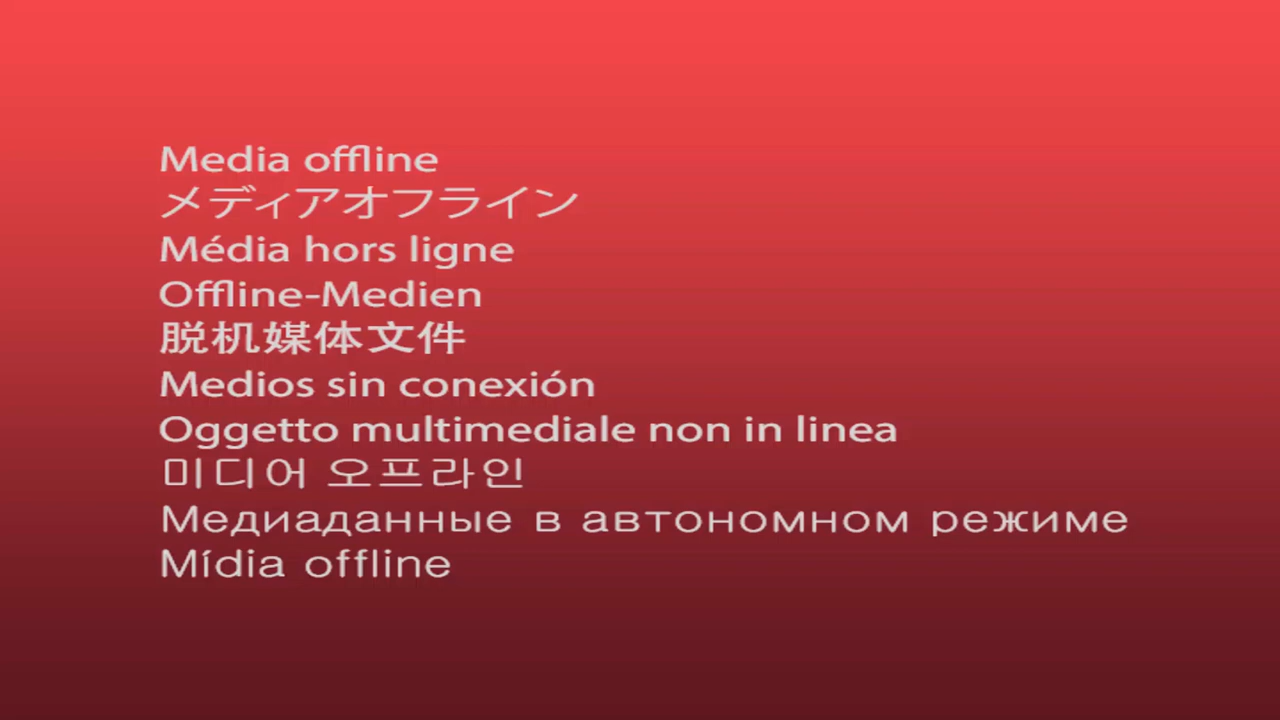 Media offline
メディアオフライン
Média hors ligne
Offline-Medien
脱机媒体文件
Medios sin conexión
Oggetto multimediale non in linea
미디어 오프라인
Медиаданные в автономном режиме
Mídia offline